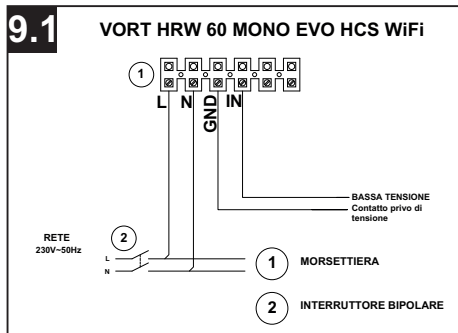 9.1
VORT HRW 60 MONO EVO HCS WiFi
1
L N GND IN
BASSA TENSIONE
Contatto privo di
tensione
RETE
230V~50Hz
2
L
N
1 MORSETTIERA
2 INTERRUTTORE BIPOLARE